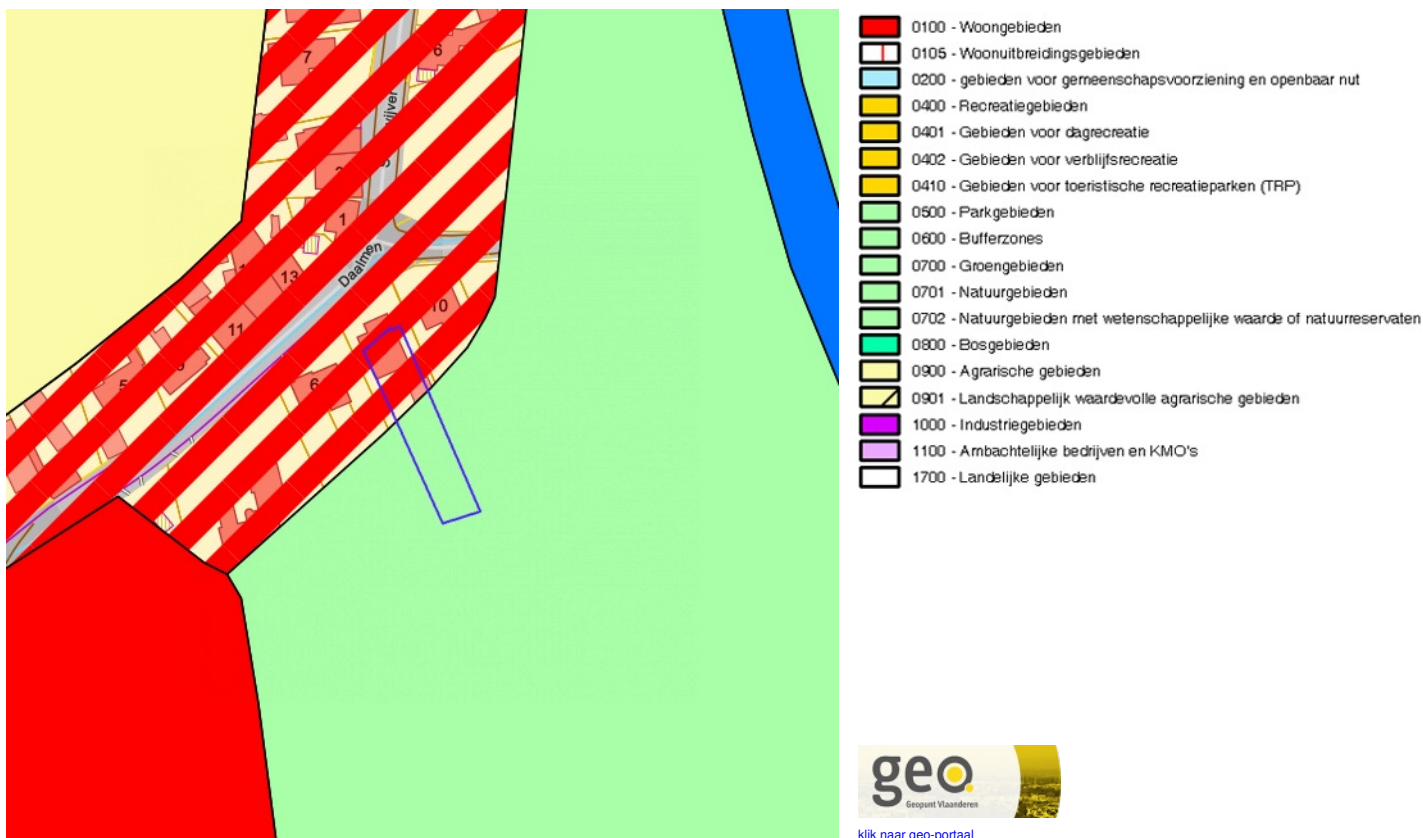 7
6
1
Daalmen
13
11
10
5
6
0100 - Woongebieden
0105 - Woonuitbreidingsgebieden
0200 - gebieden voor gemeenschapsvoorziening en openbaar nut
0400 - Recreatiegebieden
0401 - Gebieden voor dagrecreatie
0402 - Gebieden voor verblijfsrecreatie
0410 - Gebieden voor toeristische recreatieparken (TRP)
0500 - Parkgebieden
0600 - Bufferzones
0700 - Groengebieden
0701 - Natuurgebieden
0702 - Natuurgebieden met wetenschappelijke waarde of natuurreservaten
0800 - Bosgebieden
0900 - Agrarische gebieden
0901 - Landschappelijk waardevolle agrarische gebieden
1000 - Industriegebieden
1100 - Ambachtelijke bedrijven en KMO's
1700 - Landelijke gebieden
geo.
Geopunt Vlaanderen
klik naar geo-portaal